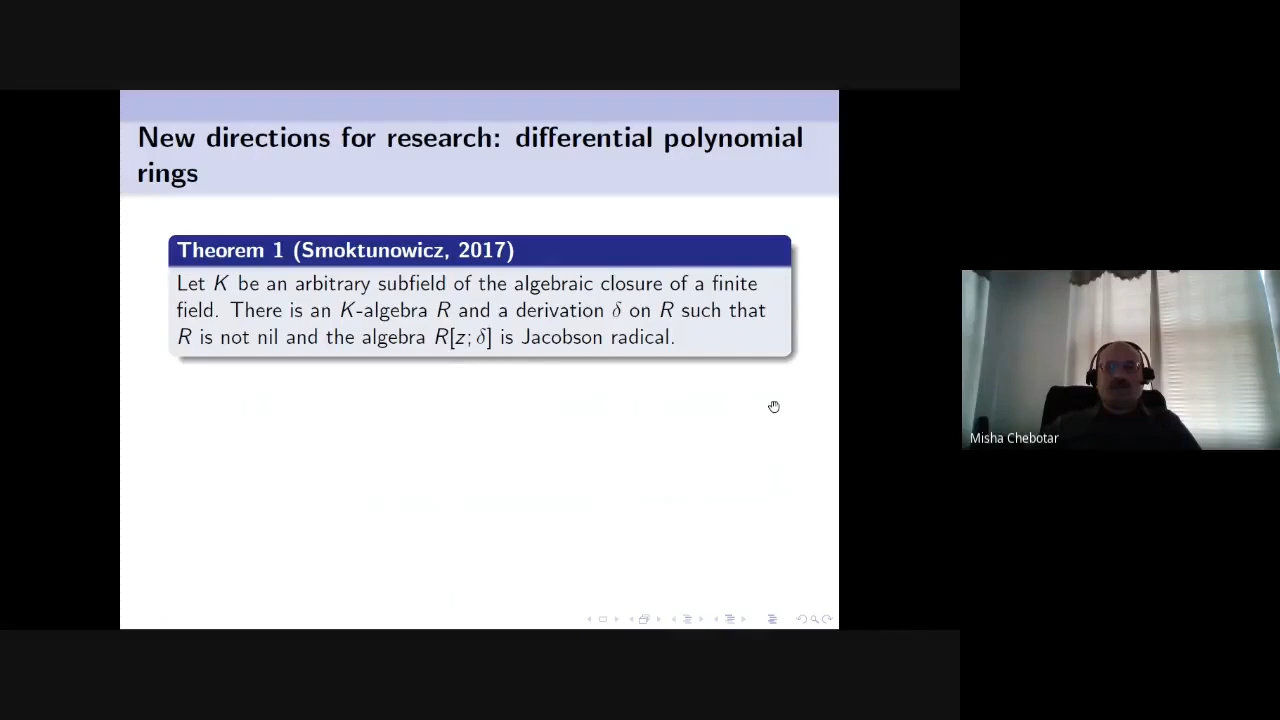 New directions for research: differential polynomial
rings
Theorem 1 (Smoktunowicz, 2017)
Let K be an arbitrary subfield of the algebraic closure of a finite
field. There is an K-algebra R and a derivation δ on R such that
R is not nil and the algebra R[z; δ] is Jacobson radical.
Misha Chebotar